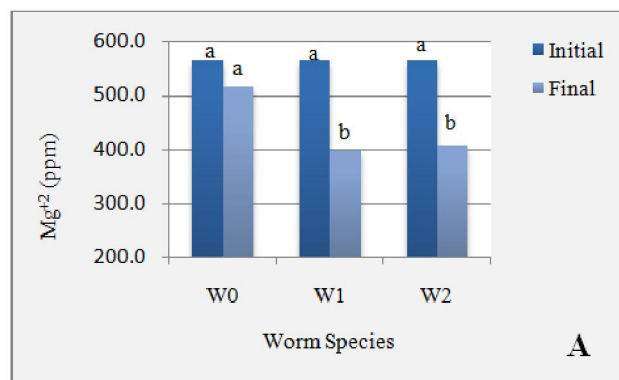 600.0
500.0
400.0
300.0
200.0
Mg+2 (ppm)
a
a
a
b
a
b
W0
W1
W2
Worm Species
Initial
Final
A